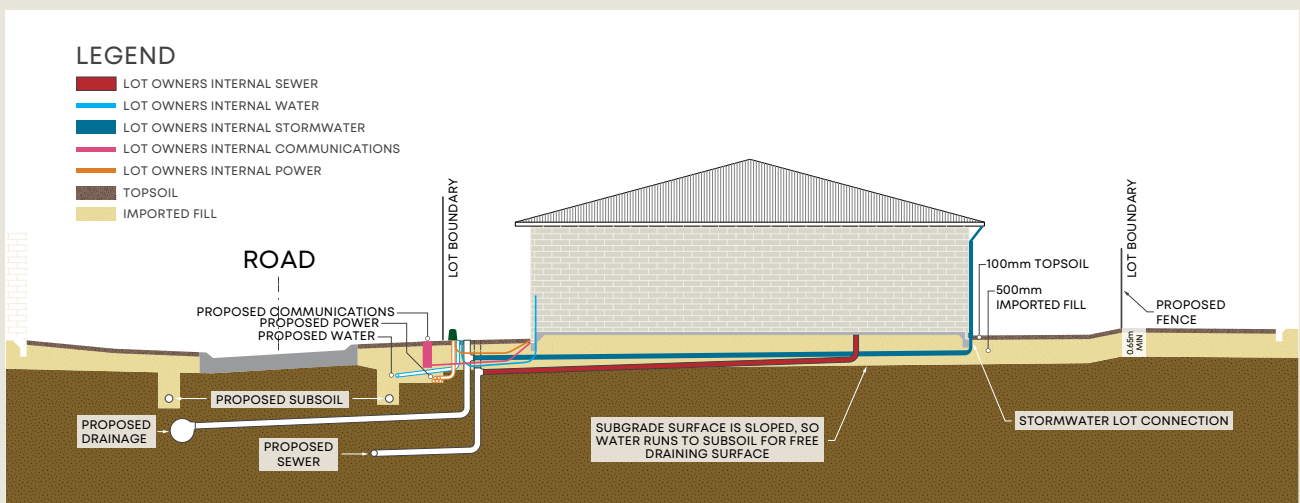 LEGEND
LOT OWNERS INTERNAL SEWER
LOT OWNERS INTERNAL WATER
LOT OWNERS INTERNAL STORMWATER
LOT OWNERS INTERNAL COMMUNICATIONS
LOT OWNERS INTERNAL POWER
TOPSOIL
IMPORTED FILL
ROAD
LOT BOUNDARY
PROPOSED COMMUNICATIONS
PROPOSED POWER
PROPOSED WATER
100mm TOPSOIL
500mm
IMPORTED FILL
LOT BOUNDARY
PROPOSED
FENCE
0.65m
MIN
PROPOSED SUBSOIL
PROPOSED
DRAINAGE
PROPOSED
SEWER
SUBGRADE SURFACE IS SLOPED, SO
WATER RUNS TO SUBSOIL FOR FREE
DRAINING SURFACE
STORMWATER LOT CONNECTION